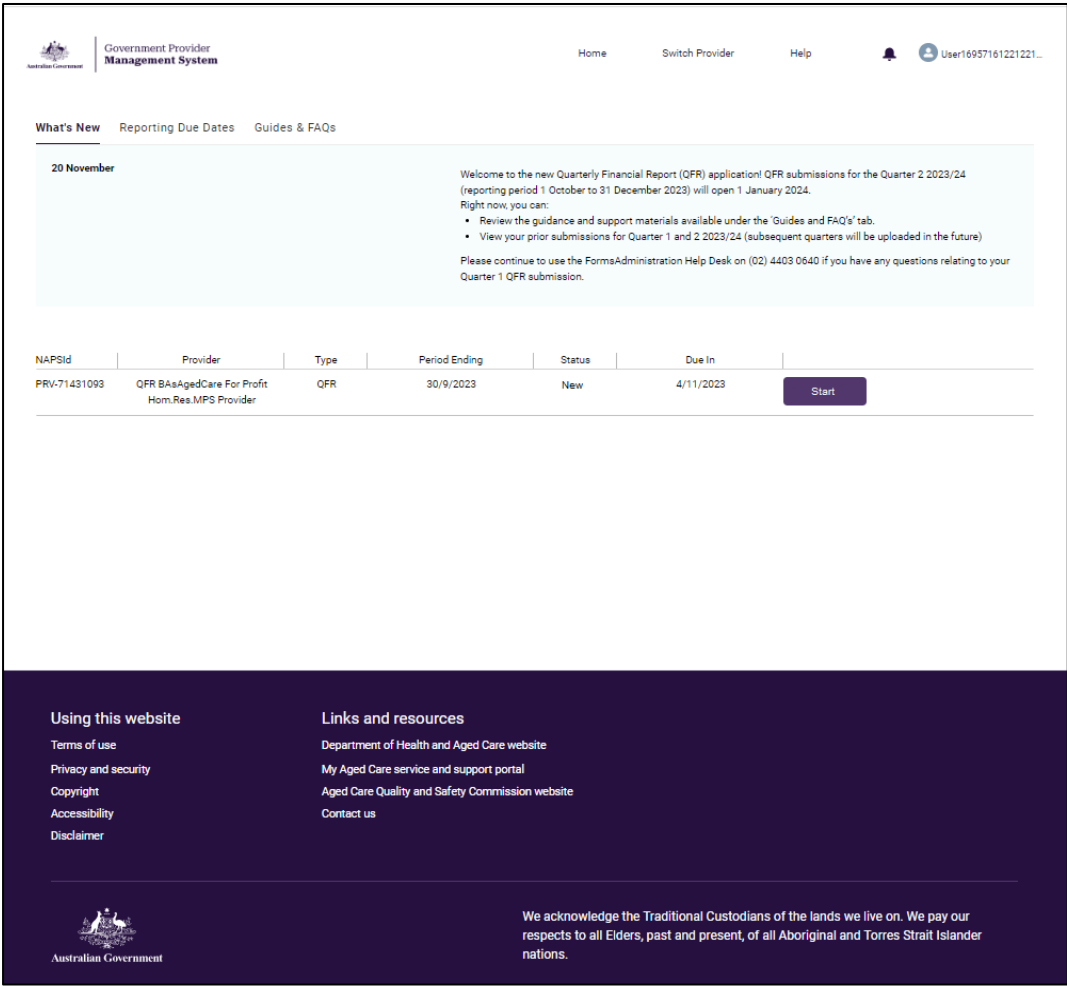 Australian Government
Government Provider
Management System
Home
Switch Provider
Help
User16957161221221...
What's New
Reporting Due Dates
Guides & FAQs
20 November
Welcome to the new Quarterly Financial Report (QFR) application! QFR submissions for the Quarter 2 2023/24
(reporting period 1 October to 31 December 2023) will open 1 January 2024.
Right now, you can:
• Review the guidance and support materials available under the 'Guides and FAQ's' tab.
• View your prior submissions for Quarter 1 and 2 2023/24 (subsequent quarters will be uploaded in the future)
Please continue to use the FormsAdministration Help Desk on (02) 4403 0640 if you have any questions relating to your
Quarter 1 QFR submission.
NAPSId Provider Type Period Ending Status Due In
PRV-71431093 QFR BAsAgedCare For Profit QFR 30/9/2023 New 4/11/2023 Start
Hom.Res.MPS Provider
Using this website
Terms of use
Privacy and security
Copyright
Accessibility
Disclaimer
Links and resources
Department of Health and Aged Care website
My Aged Care service and support portal
Aged Care Quality and Safety Commission website
Contact us
Australian Government
We acknowledge the Traditional Custodians of the lands we live on. We pay our
respects to all Elders, past and present, of all Aboriginal and Torres Strait Islander
nations.